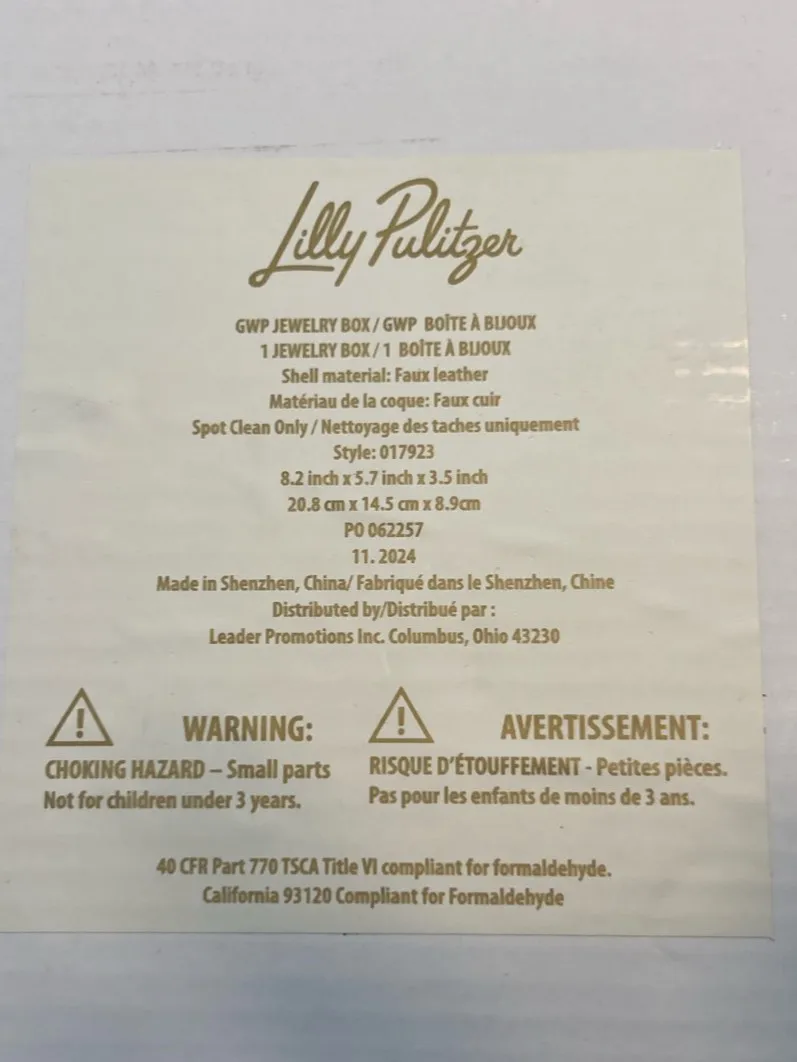 Lilly Pulitzer
GWP JEWELRY BOX / GWP BOÎTE À BIJOUX
1 JEWELRY BOX / 1 BOÎTE À BIJOUX
Shell material: Faux leather
Matériau de la coque: Faux cuir
Spot Clean Only / Nettoyage des taches uniquement
Style: 017923
8.2 inch x 5.7 inch x 3.5 inch
20.8 cm x 14.5 cm x 8.9cm
PO 062257
11. 2024
Made in Shenzhen, China/ Fabriqué dans le Shenzhen, Chine
Distributed by/Distribué par :
Leader Promotions Inc. Columbus, Ohio 43230
WARNING:
CHOKING HAZARD – Small parts
Not for children under 3 years.
AVERTISSEMENT:
RISQUE D'ÉTOUFFEMENT - Petites pièces.
Pas pour les enfants de moins de 3 ans.
40 CFR Part 770 TSCA Title VI compliant for formaldehyde.
California 93120 Compliant for Formaldehyde